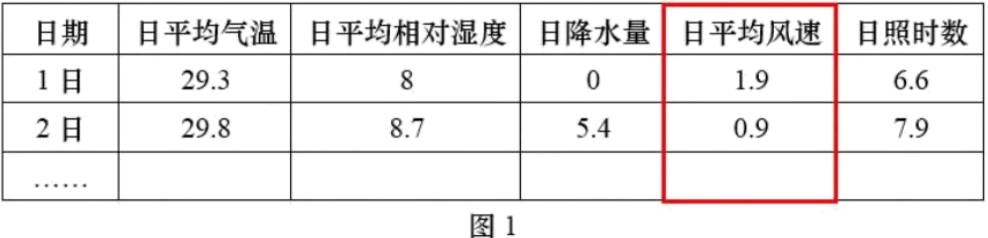 日期 日平均气温 日平均相对湿度 日降水量 日平均风速 日照时数
1 日 29.3 8 0 1.9 6.6
2 日 29.8 8.7 5.4 0.9 7.9
……
图 1